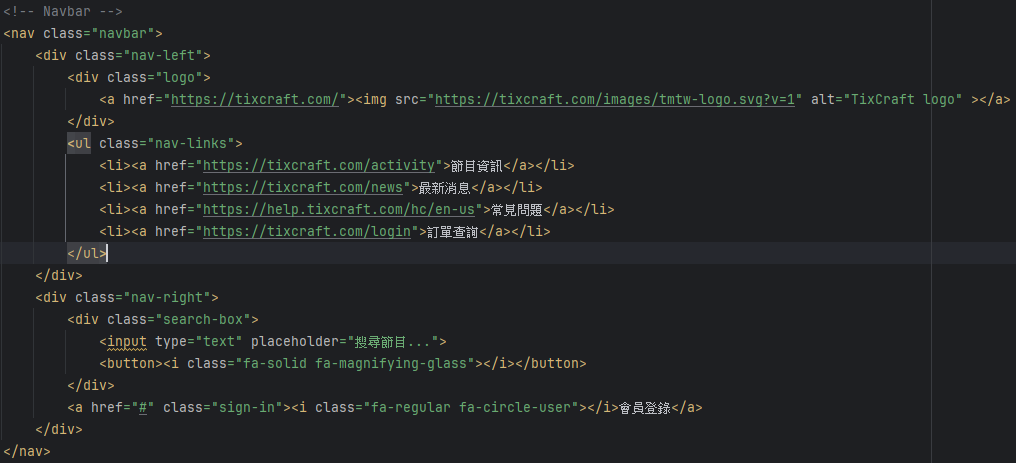 <!-- Navbar -->
<nav class="navbar">
    <div class="nav-left">
        <div class="logo">
            <a href="https://tixcraft.com/"><img src="https://tixcraft.com/images/tmtw-logo.svg?v=1" alt="TixCraft logo" ></a>
        </div>
        <ul class="nav-links">
            <li><a href="https://tixcraft.com/activity">節目資訊</a></li>
            <li><a href="https://tixcraft.com/news">最新消息</a></li>
            <li><a href="https://help.tixcraft.com/hc/en-us">常見問題</a></li>
            <li><a href="https://tixcraft.com/login">訂單查詢</a></li>
        </ul>
    </div>
    <div class="nav-right">
        <div class="search-box">
            <input type="text" placeholder="搜尋節目...">
            <button><i class="fa-solid fa-magnifying-glass"></i></button>
        </div>
        <a href="#" class="sign-in"><i class="fa-regular fa-circle-user"></i>會員登錄</a>
    </div>
</nav>